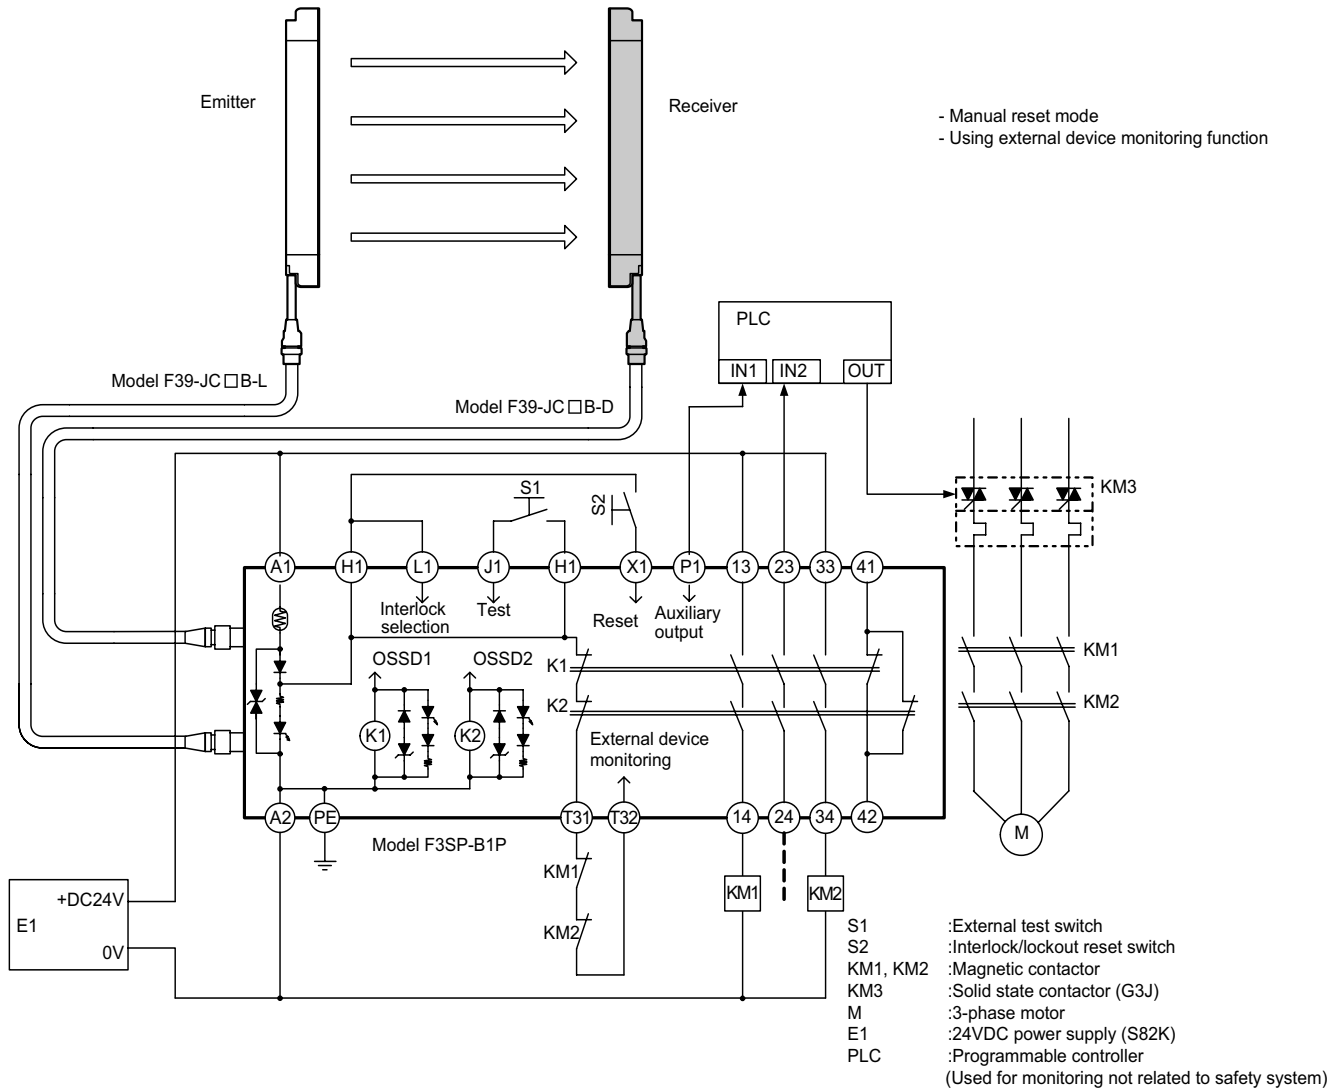 Emitter
Receiver
- Manual reset mode
- Using external device monitoring function
PLC
IN1 IN2 OUT
Model F39-JC□B-L
Model F39-JC□B-D
KM3
S1
S2
A1 H1 L1 J1 H1 X1 P1 13 23 33 41
Interlock
selection
Test
Reset
Auxiliary
output
OSSD1
OSSD2
K1
K2
K1
K2
External device
monitoring
KM1
KM2
A2 PE T31 T32 14 24 34 42
M
Model F3SP-B1P
KM1
KM2
KM1
KM2
+DC24V
E1
0V
S1 :External test switch
S2 :Interlock/lockout reset switch
KM1, KM2 :Magnetic contactor
KM3 :Solid state contactor (G3J)
M :3-phase motor
E1 :24VDC power supply (S82K)
PLC :Programmable controller
(Used for monitoring not related to safety system)